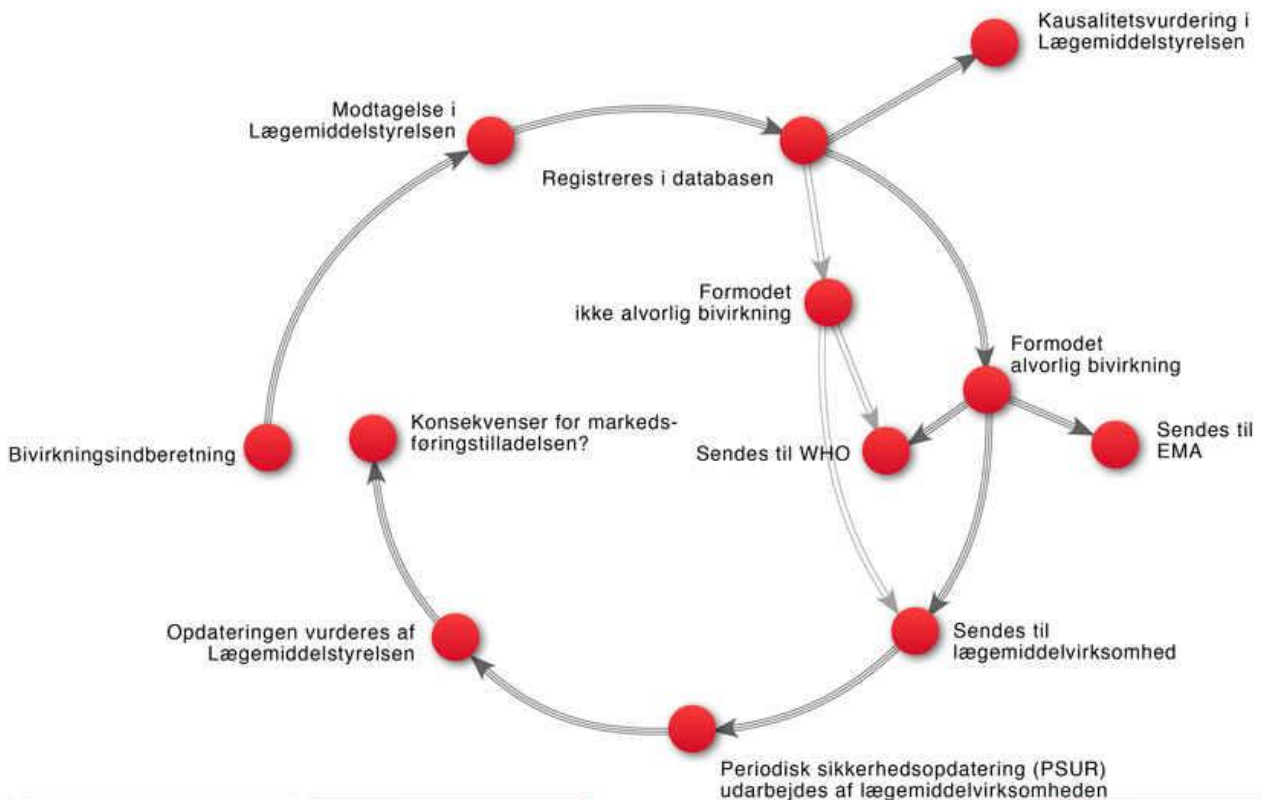 Kausalitetsvurdering i
Lægemiddelstyrelsen
Modtagelse i
Lægemiddelstyrelsen
Registreres i databasen
Formodet
ikke alvorlig bivirkning
Formodet
alvorlig bivirkning
Konsekvenser for markeds-
føringstilladelsen?
Bivirkningsindberetning
Sendes til WHO
Sendes til
EMA
Opdateringen vurderes af
Lægemiddelstyrelsen
Sendes til
lægemiddelvirksomhed
Periodisk sikkerhedsopdatering (PSUR)
udarbejdes af lægemiddelvirksomheden